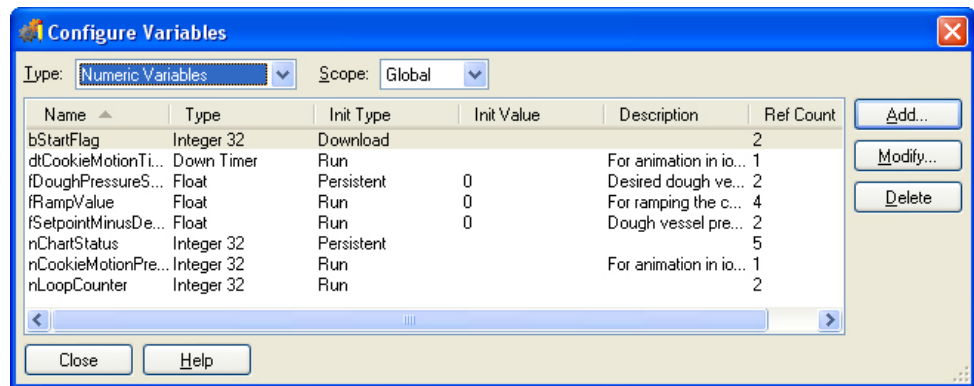 Configure Variables
Type: Numeric Variables Scope: Global
Name Type Init Type Init Value Description Ref Count Add...
bStartFlag Integer 32 Download 2
dtCookieMotionTi... Down Timer Run For animation in io... 1 Modify...
fDoughPressureS... Float Persistent 0 Desired dough ve... 2
fRampValue Float Run 0 For ramping the c... 4 Delete
fSetpointMinusDe... Float Run 0 Dough vessel pre... 2
nChartStatus Integer 32 Persistent 5
nCookieMotionPre... Integer 32 Run For animation in io... 1
nLoopCounter Integer 32 Run 2
Close Help